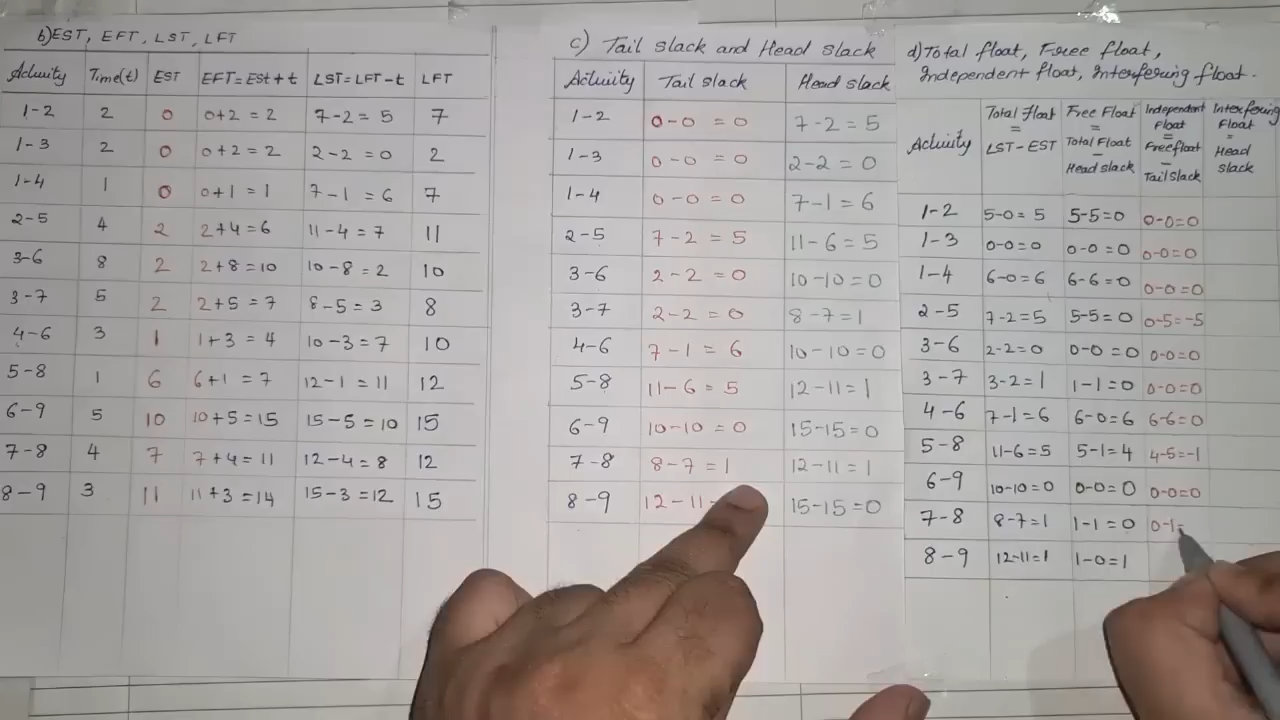 b) EST, EFT, LST, LFT
Activity Time(t) EST EFT = Est + t LST = LFT - t LFT
1-2 2 0 0+2 = 2 7-2 = 5 7
1-3 2 0 0+2 = 2 2-2 = 0 2
1-4 1 0 0+1 = 1 7-1 = 6 7
2-5 4 2 2+4 = 6 11-4 = 7 11
3-6 8 2 2+8 = 10 10-8 = 2 10
3-7 5 2 2+5 = 7 8-5 = 3 8
4-6 3 1 1+3 = 4 10-3 = 7 10
5-8 1 6 6+1 = 7 12-1 = 11 12
6-9 5 10 10+5 = 15 15-5 = 10 15
7-8 4 7 7+4 = 11 12-4 = 8 12
8-9 3 11 11+3 = 14 15-3 = 12 15
c) Tail slack and Head slack
Activity Tail slack Head slack
1-2 0-0 = 0 7-2 = 5
1-3 0-0 = 0 2-2 = 0
1-4 0-0 = 0 7-1 = 6
2-5 7-2 = 5 11-6 = 5
3-6 2-2 = 0 10-10 = 0
3-7 2-2 = 0 8-7 = 1
4-6 7-1 = 6 10-10 = 0
5-8 11-6 = 5 12-11 = 1
6-9 10-10 = 0 15-15 = 0
7-8 8-7 = 1 12-11 = 1
8-9 12-11 15-15 = 0
d) Total float, Free float,
Independent float, Interfering float.
Activity Total Float = LST - EST Free Float = Total Float - Head slack Independent Float = Free float - Tail slack Interfering Float = Head slack
1-2 5-0 = 5 5-5 = 0 0-0 = 0
1-3 0-0 = 0 0-0 = 0 0-0 = 0
1-4 6-0 = 6 6-6 = 0 0-0 = 0
2-5 7-2 = 5 5-5 = 0 0-5 = -5
3-6 2-2 = 0 0-0 = 0 0-0 = 0
3-7 3-2 = 1 1-1 = 0 0-0 = 0
4-6 7-1 = 6 6-0 = 6 6-6 = 0
5-8 11-6 = 5 5-1 = 4 4-5 = -1
6-9 10-10 = 0 0-0 = 0 0-0 = 0
7-8 8-7 = 1 1-1 = 0 0-1=
8-9 12-11 = 1 1-0 = 1